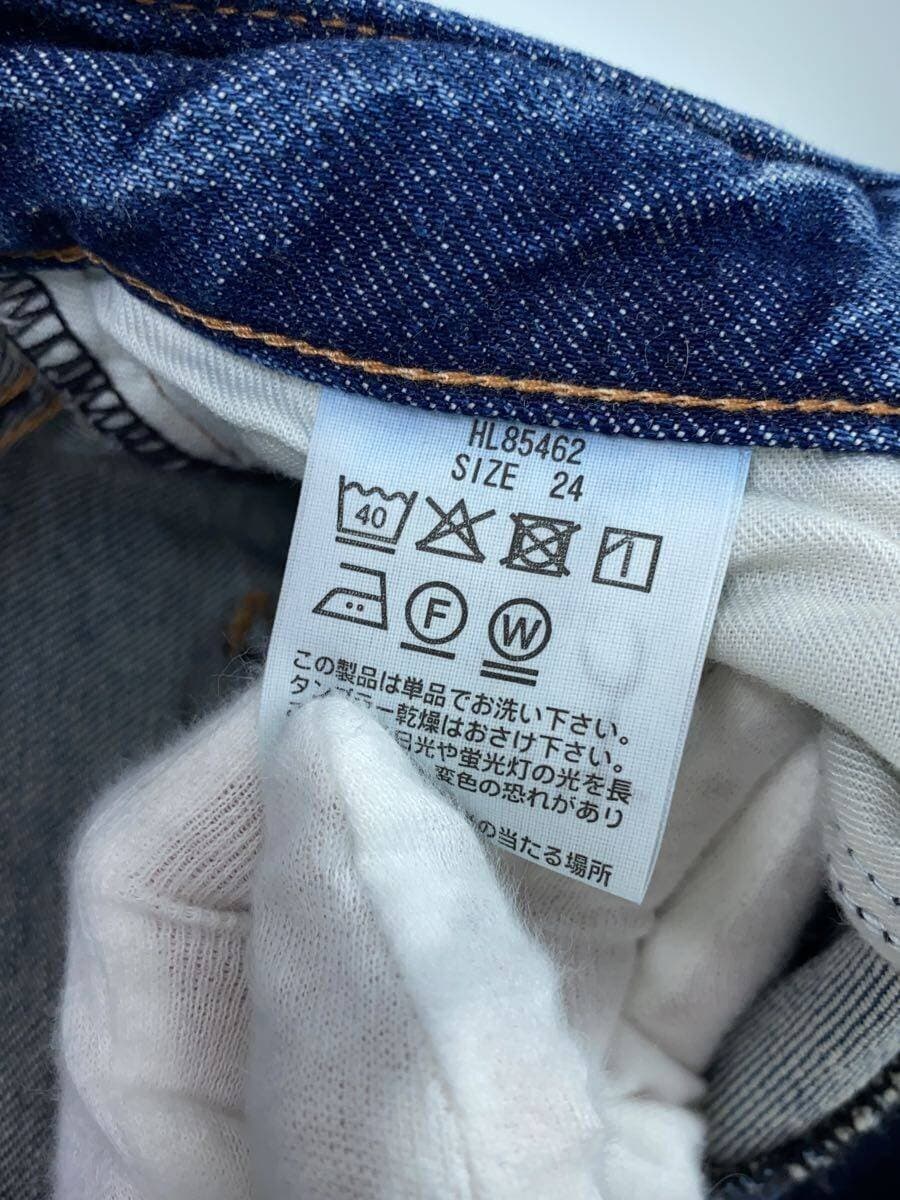 HL85462
SIZE 24
40
F W
この製品は単品でお洗い下さい。
タンブラー乾燥はおさけ下さい。
日光や蛍光灯の光を長
変色の恐れがあり
の当たる場所